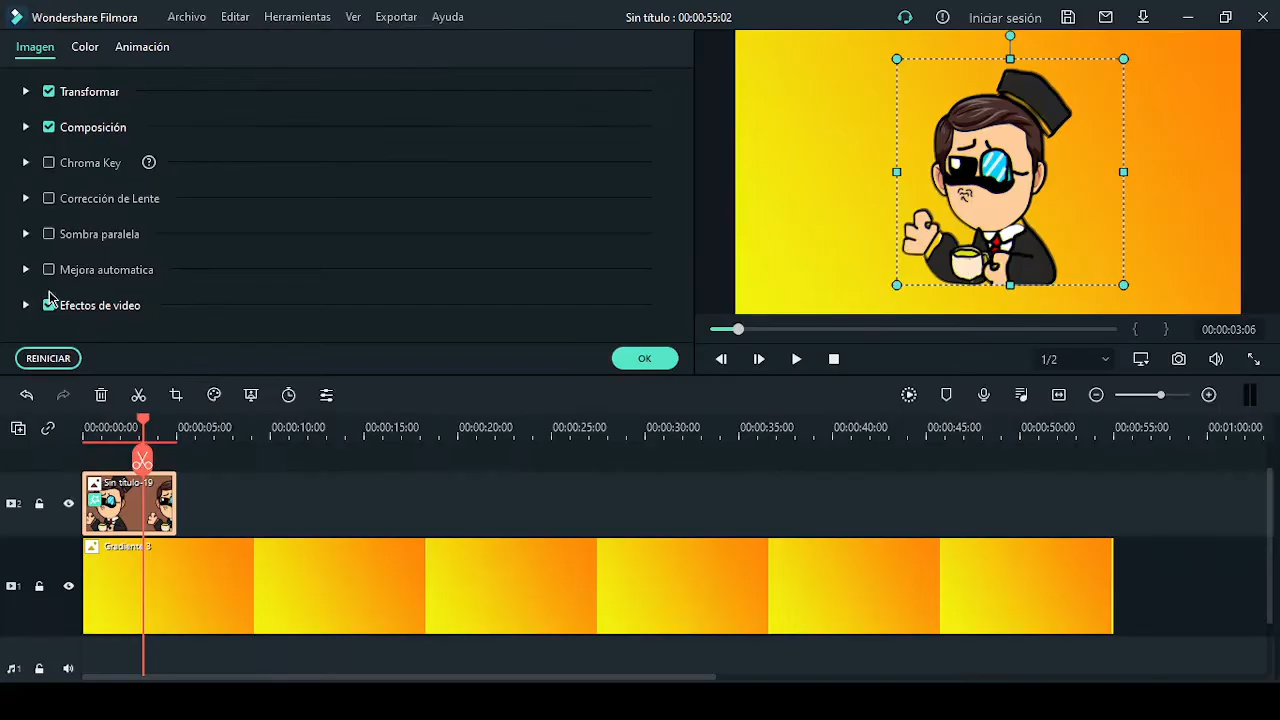 Wondershare Filmora Archivo Editar Herramientas Ver Exportar Ayuda Sin título : 00:00:55:02 Iniciar sesión
Imagen Color Animación
Transformar
Composición
Chroma Key ?
Corrección de Lente
Sombra paralela
Mejora automatica
Efectos de video
00:00:03:06
REINICIAR OK 1/2
00:00:00:00 00:00:05:00 00:00:10:00 00:00:15:00 00:00:20:00 00:00:25:00 00:00:30:00 00:00:35:00 00:00:40:00 00:00:45:00 00:00:50:00 00:00:55:00 00:01:00:00
Sin título-19
2
Gradiente 3
1
1